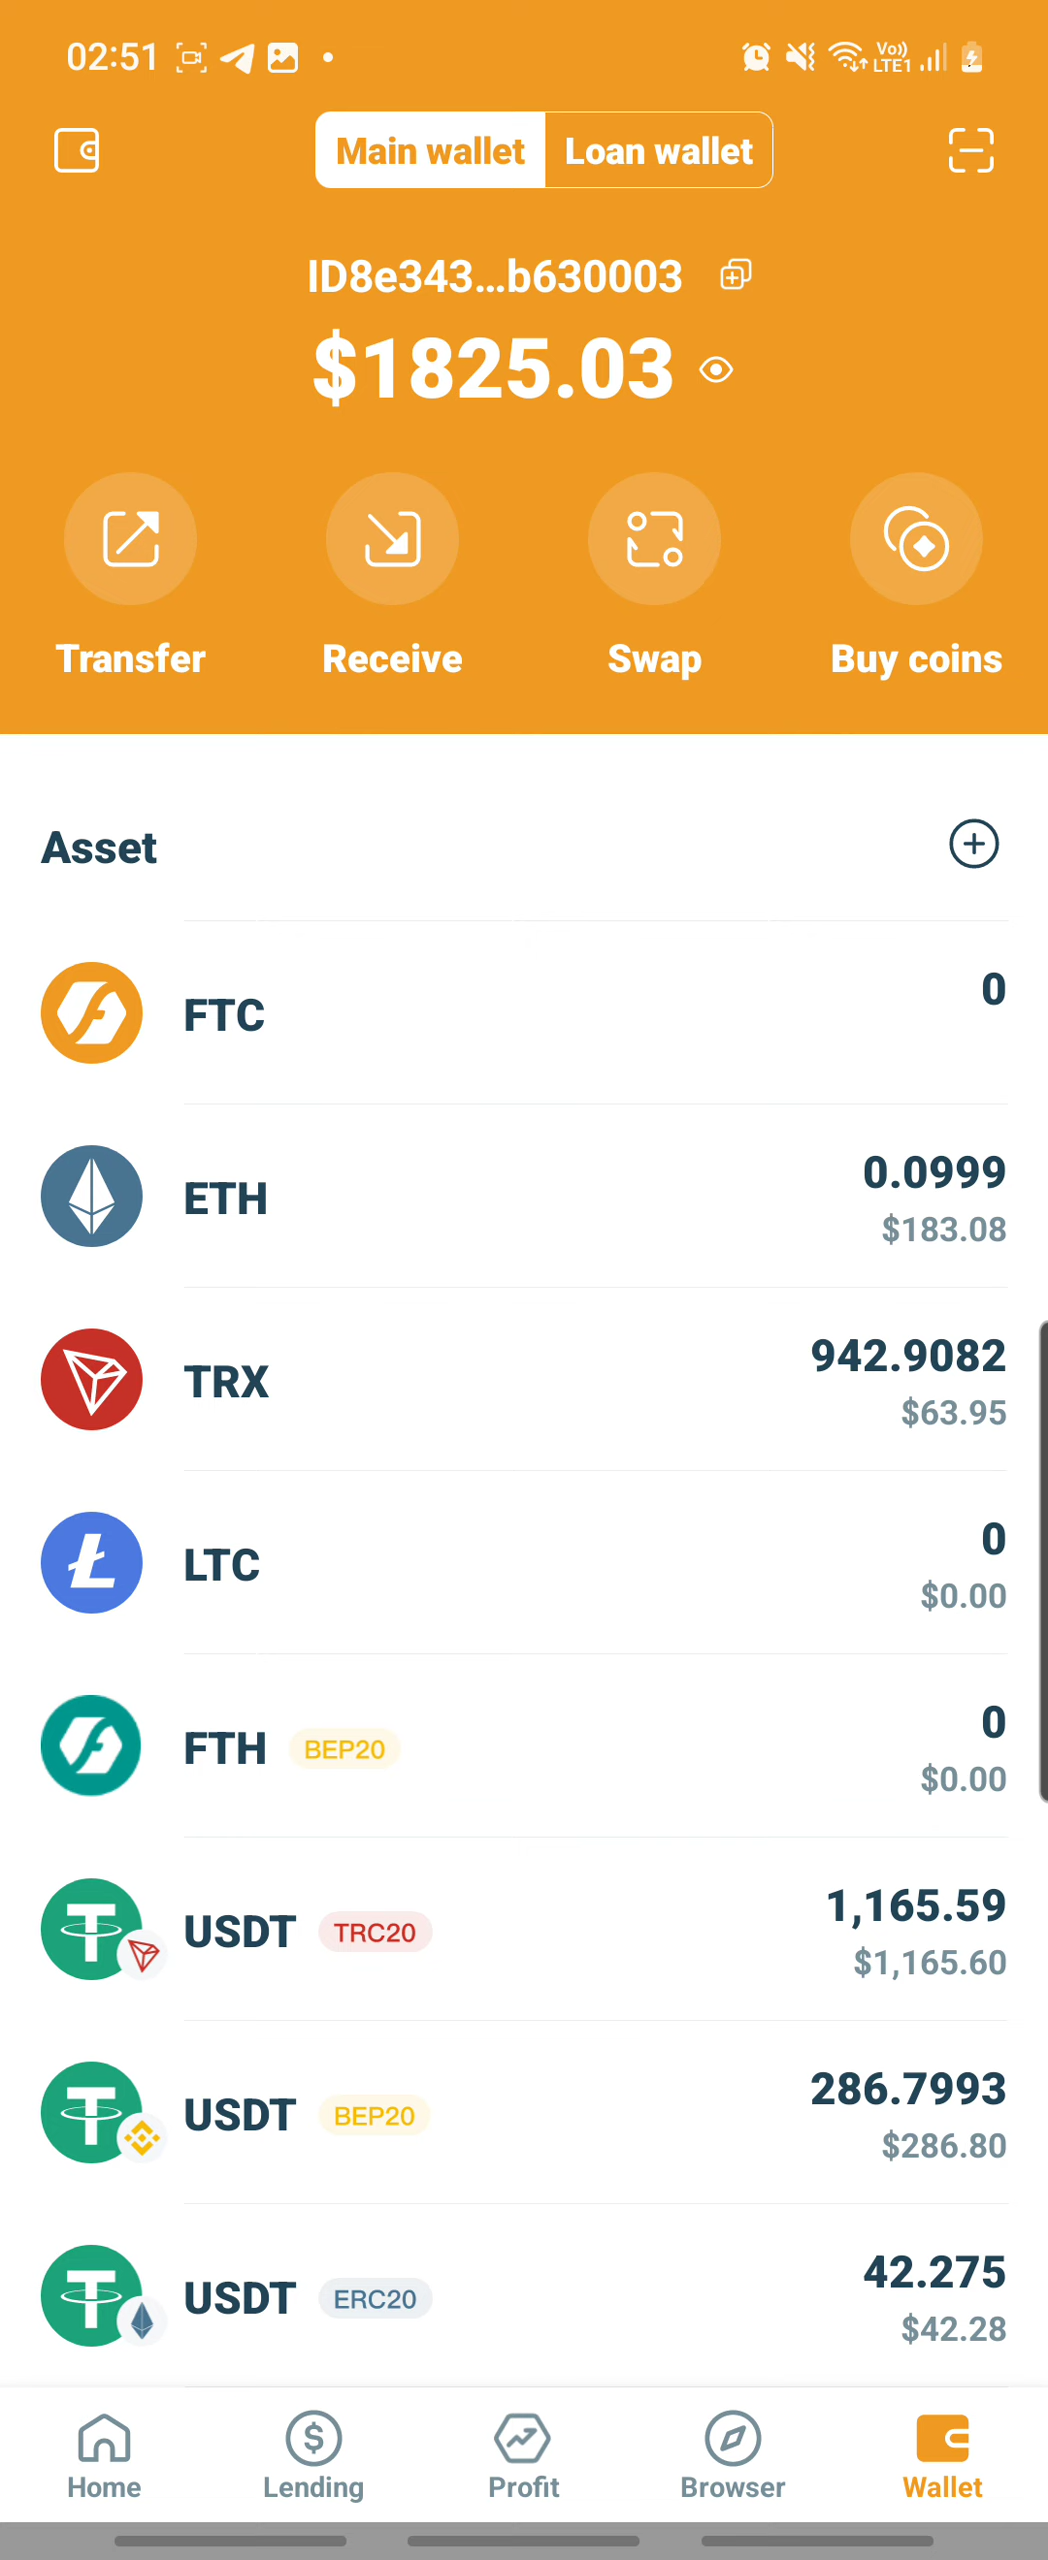 02:51
Vo)) LTE1
Main wallet
Loan wallet
ID8e343...b630003
$1825.03
Transfer
Receive
Swap
Buy coins
Asset
FTC
0
ETH
0.0999
$183.08
TRX
942.9082
$63.95
LTC
0
$0.00
FTH BEP20
0
$0.00
USDT TRC20
1,165.59
$1,165.60
USDT BEP20
286.7993
$286.80
USDT ERC20
42.275
$42.28
Home
Lending
Profit
Browser
Wallet